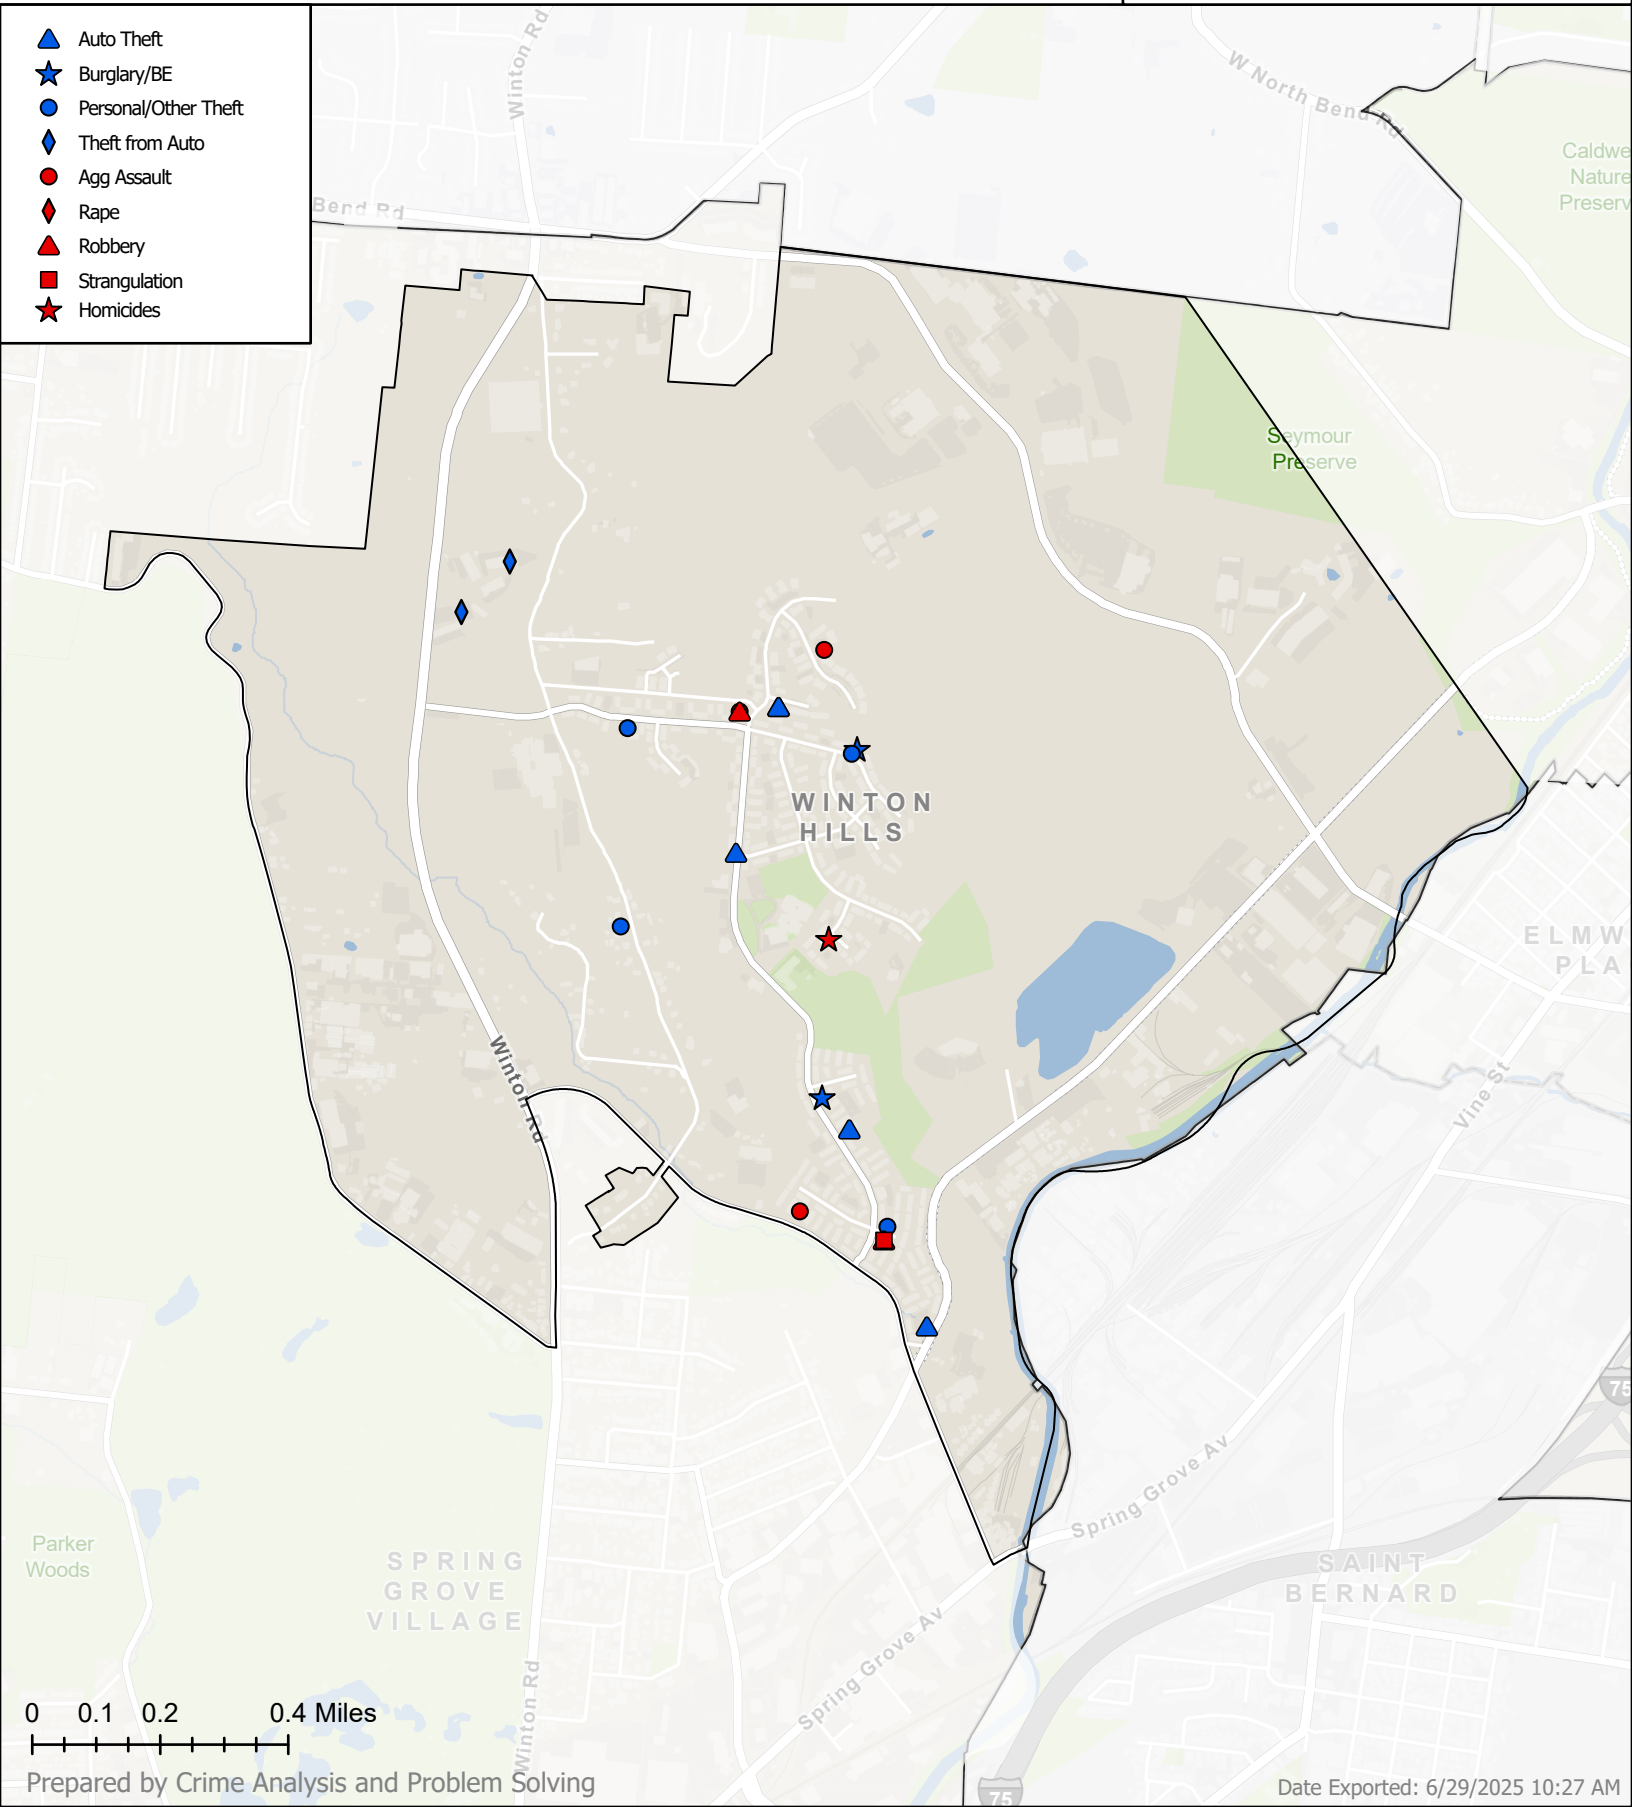 Auto Theft
Burglary/BE
Personal/Other Theft
Theft from Auto
Agg Assault
Rape
Robbery
Strangulation
Homicides
Winton Rd
W North Bend Rd
Bend Rd
Caldwe
Nature
Preserv
Seymour
Preserve
WINTON
HILLS
ELMW
PLA
Winton Rd
Vine St
75
Spring Grove Av
Parker
Woods
SPRING
GROVE
VILLAGE
SAINT
BERNARD
Spring Grove Av
Winton Rd
0 0.1 0.2 0.4 Miles
Prepared by Crime Analysis and Problem Solving
75
Date Exported: 6/29/2025 10:27 AM